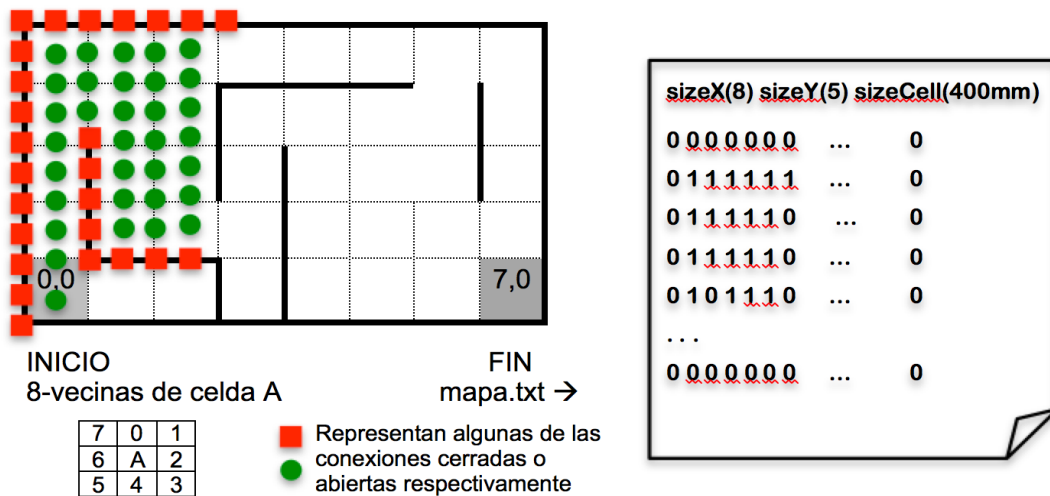 0,0
7,0
INICIO
FIN
8-vecinas de celda A
mapa.txt →
7 0 1
6 A 2
5 4 3
Representan algunas de las
conexiones cerradas o
abiertas respectivamente
sizeX(8) sizeY(5) sizeCell(400mm)
0 0 0 0 0 0 0 ... 0
0 1 1 1 1 1 1 ... 0
0 1 1 1 1 1 0 ... 0
0 1 1 1 1 1 0 ... 0
0 1 0 1 1 1 0 ... 0
...
0 0 0 0 0 0 0 ... 0